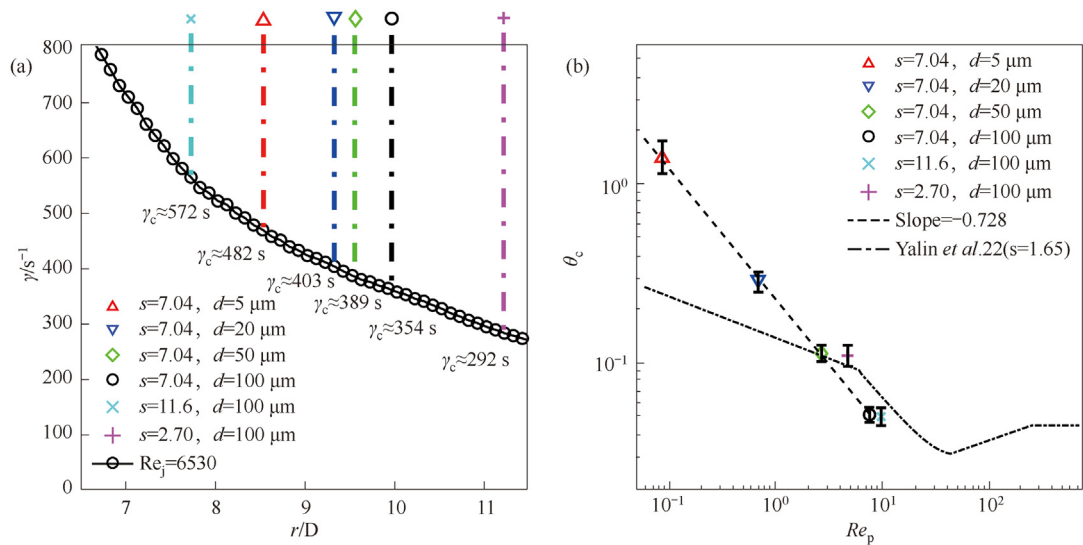 (a)
800
700
600
500
400
300
200
100
0
γ/s⁻¹
γc≈572 s
γc≈482 s
γc≈403 s
γc≈389 s
γc≈354 s
γc≈292 s
s=7.04, d=5 μm
s=7.04, d=20 μm
s=7.04, d=50 μm
s=7.04, d=100 μm
s=11.6, d=100 μm
s=2.70, d=100 μm
Rej=6530
7 8 9 10 11
r/D
(b)
s=7.04, d=5 μm
s=7.04, d=20 μm
s=7.04, d=50 μm
s=7.04, d=100 μm
s=11.6, d=100 μm
s=2.70, d=100 μm
Slope=−0.728
Yalin et al.22(s=1.65)
10⁰
10⁻¹
θc
10⁻¹ 10⁰ 10¹ 10² 10³
Rep